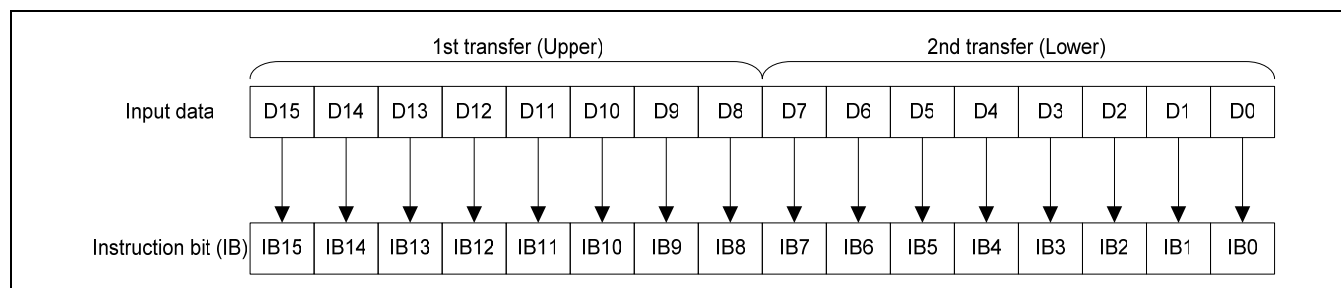 1st transfer (Upper) 2nd transfer (Lower)
Input data D15 D14 D13 D12 D11 D10 D9 D8 D7 D6 D5 D4 D3 D2 D1 D0
Instruction bit (IB) IB15 IB14 IB13 IB12 IB11 IB10 IB9 IB8 IB7 IB6 IB5 IB4 IB3 IB2 IB1 IB0